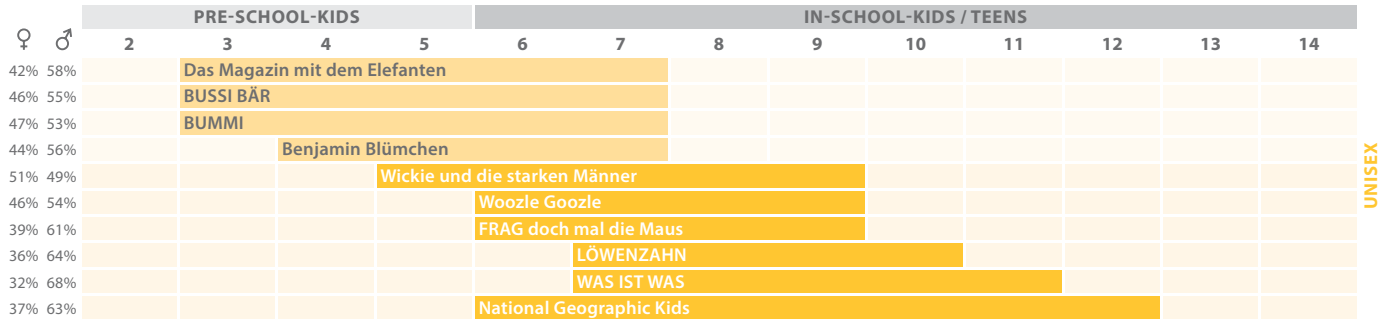 PRE-SCHOOL-KIDS IN-SCHOOL-KIDS / TEENS
♀ ♂ 2 3 4 5 6 7 8 9 10 11 12 13 14
42% 58% Das Magazin mit dem Elefanten
46% 55% BUSSI BÄR
47% 53% BUMMI
44% 56% Benjamin Blümchen
51% 49% Wickie und die starken Männer
46% 54% Woozle Goozle
39% 61% FRAG doch mal die Maus
36% 64% LÖWENZAHN
32% 68% WAS IST WAS
37% 63% National Geographic Kids
UNISEX